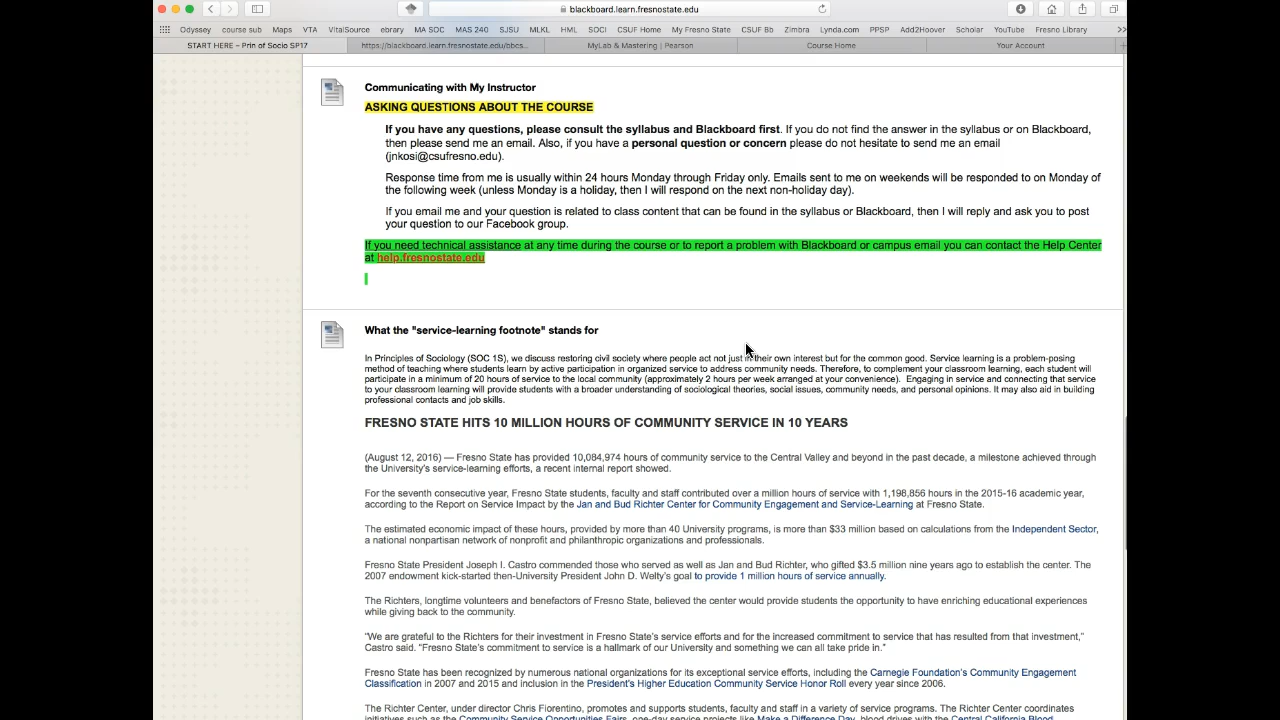 blackboard.learn.fresnostate.edu
Odyssey course sub Maps VTA VitalSource ebrary MA SOC MAS 240 SJSU MLKL HML SOCI CSUF Home My Fresno State CSUF Bb Zimbra Lynda.com PPSP Add2Hoover Scholar YouTube Fresno Library >>
START HERE – Prin of Socio SP17 https://blackboard.learn.fresnostate.edu/bbcs... MyLab & Mastering | Pearson Course Home Your Account +
Communicating with My Instructor
ASKING QUESTIONS ABOUT THE COURSE
If you have any questions, please consult the syllabus and Blackboard first. If you do not find the answer in the syllabus or on Blackboard,
then please send me an email. Also, if you have a personal question or concern please do not hesitate to send me an email
(jnkosi@csufresno.edu).
Response time from me is usually within 24 hours Monday through Friday only. Emails sent to me on weekends will be responded to on Monday of
the following week (unless Monday is a holiday, then I will respond on the next non-holiday day).
If you email me and your question is related to class content that can be found in the syllabus or Blackboard, then I will reply and ask you to post
your question to our Facebook group.
If you need technical assistance at any time during the course or to report a problem with Blackboard or campus email you can contact the Help Center
at help.fresnostate.edu
What the "service-learning footnote" stands for
In Principles of Sociology (SOC 1S), we discuss restoring civil society where people act not just in their own interest but for the common good. Service learning is a problem-posing
method of teaching where students learn by active participation in organized service to address community needs. Therefore, to complement your classroom learning, each student will
participate in a minimum of 20 hours of service to the local community (approximately 2 hours per week arranged at your convenience). Engaging in service and connecting that service
to your classroom learning will provide students with a broader understanding of sociological theories, social issues, community needs, and personal opinions. It may also aid in building
professional contacts and job skills.
FRESNO STATE HITS 10 MILLION HOURS OF COMMUNITY SERVICE IN 10 YEARS
(August 12, 2016) — Fresno State has provided 10,084,974 hours of community service to the Central Valley and beyond in the past decade, a milestone achieved through
the University's service-learning efforts, a recent internal report showed.
For the seventh consecutive year, Fresno State students, faculty and staff contributed over a million hours of service with 1,198,856 hours in the 2015-16 academic year,
according to the Report on Service Impact by the Jan and Bud Richter Center for Community Engagement and Service-Learning at Fresno State.
The estimated economic impact of these hours, provided by more than 40 University programs, is more than $33 million based on calculations from the Independent Sector,
a national nonpartisan network of nonprofit and philanthropic organizations and professionals.
Fresno State President Joseph I. Castro commended those who served as well as Jan and Bud Richter, who gifted $3.5 million nine years ago to establish the center. The
2007 endowment kick-started then-University President John D. Welty's goal to provide 1 million hours of service annually.
The Richters, longtime volunteers and benefactors of Fresno State, believed the center would provide students the opportunity to have enriching educational experiences
while giving back to the community.
"We are grateful to the Richters for their investment in Fresno State's service efforts and for the increased commitment to service that has resulted from that investment,"
Castro said. "Fresno State's commitment to service is a hallmark of our University and something we can all take pride in."
Fresno State has been recognized by numerous national organizations for its exceptional service efforts, including the Carnegie Foundation's Community Engagement
Classification in 2007 and 2015 and inclusion in the President's Higher Education Community Service Honor Roll every year since 2006.
The Richter Center, under director Chris Fiorentino, promotes and supports students, faculty and staff in a variety of service programs. The Richter Center coordinates
initiatives such as the Community Service Opportunities Fairs, one-day service projects like Make a Difference Day, blood drives with the Central California Blood